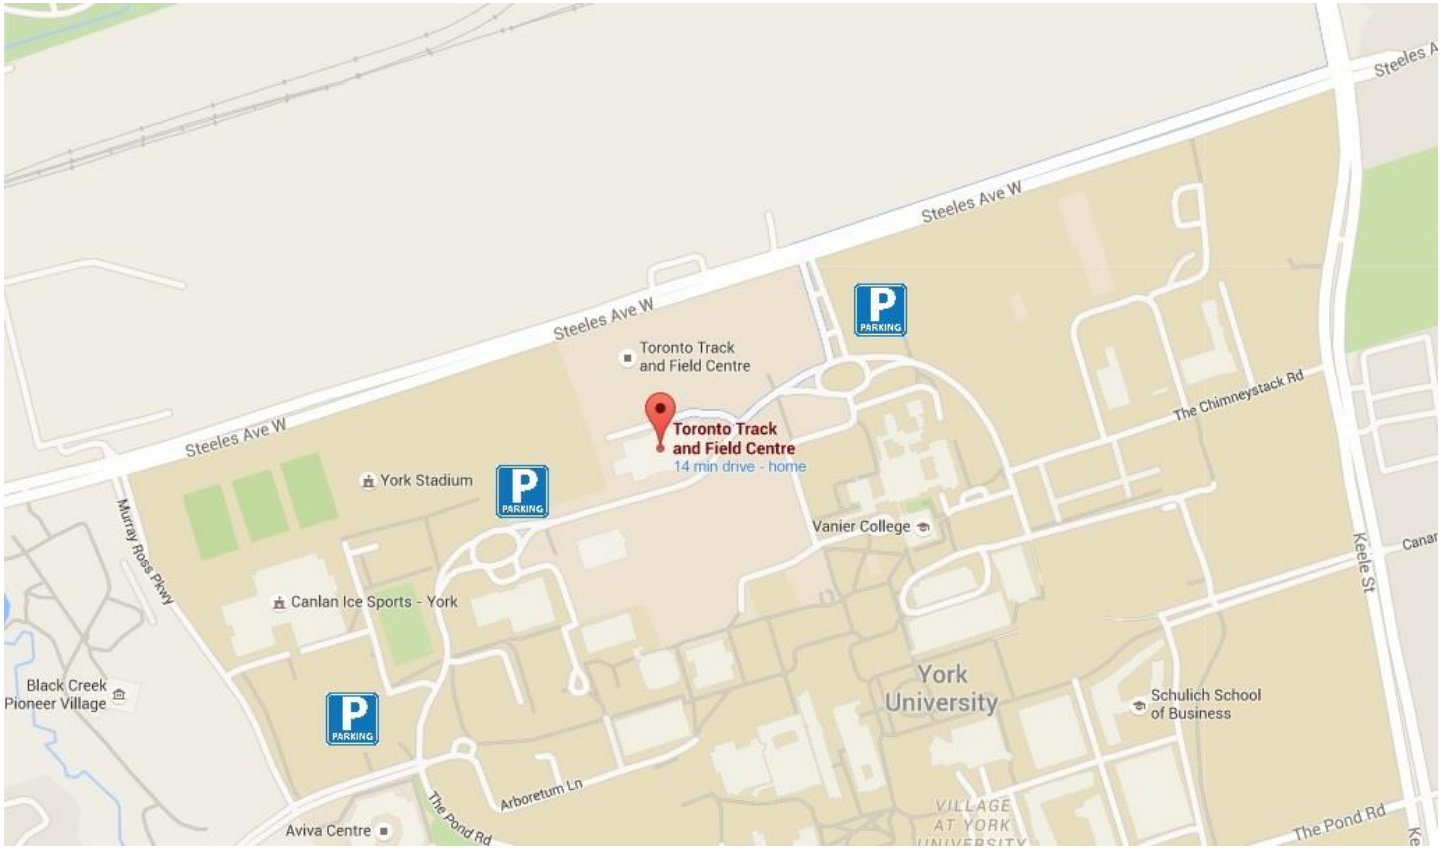 Steeles A
Steeles Ave W
P
PARKING
Steeles Ave W
Toronto Track
and Field Centre
The Chimneystack Rd
Toronto Track
and Field Centre
14 min drive - home
Steeles Ave W
York Stadium
P
PARKING
Murray Ross Pkwy
Vanier College
Keele St
Canar
Canlan Ice Sports - York
Black Creek
Pioneer Village
York
University
Schulich School
of Business
P
PARKING
Arboretum Ln
The Pond Rd
Aviva Centre
VILLAGE
AT YORK
UNIVERSITY
The Pond Rd
Ke